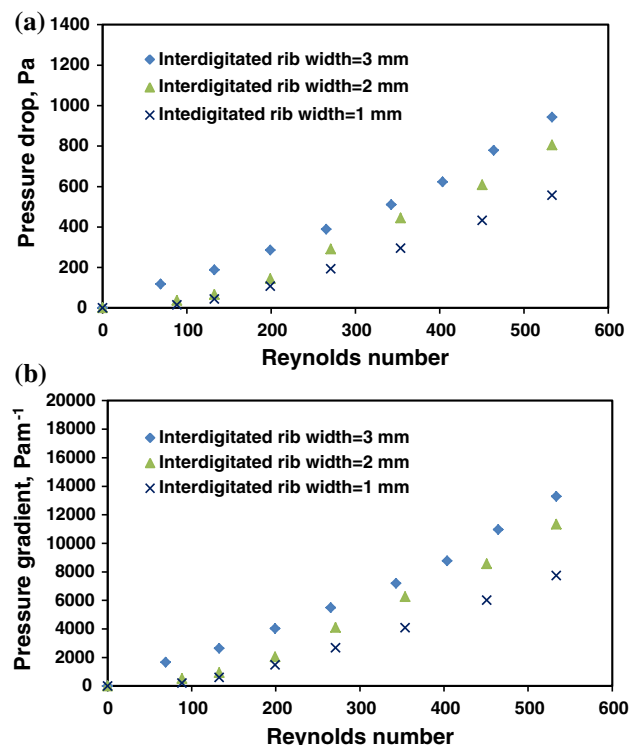 (a)
1400
1200
1000
800
600
400
200
0
Pressure drop, Pa
Interdigitated rib width=3 mm
Interdigitated rib width=2 mm
Intedigitated rib width=1 mm
0 100 200 300 400 500 600
Reynolds number
(b)
20000
18000
16000
14000
12000
10000
8000
6000
4000
2000
0
Pressure gradient, Pam⁻¹
Interdigitated rib width=3 mm
Interdigitated rib width=2 mm
Interdigitated rib width=1 mm
0 100 200 300 400 500 600
Reynolds number